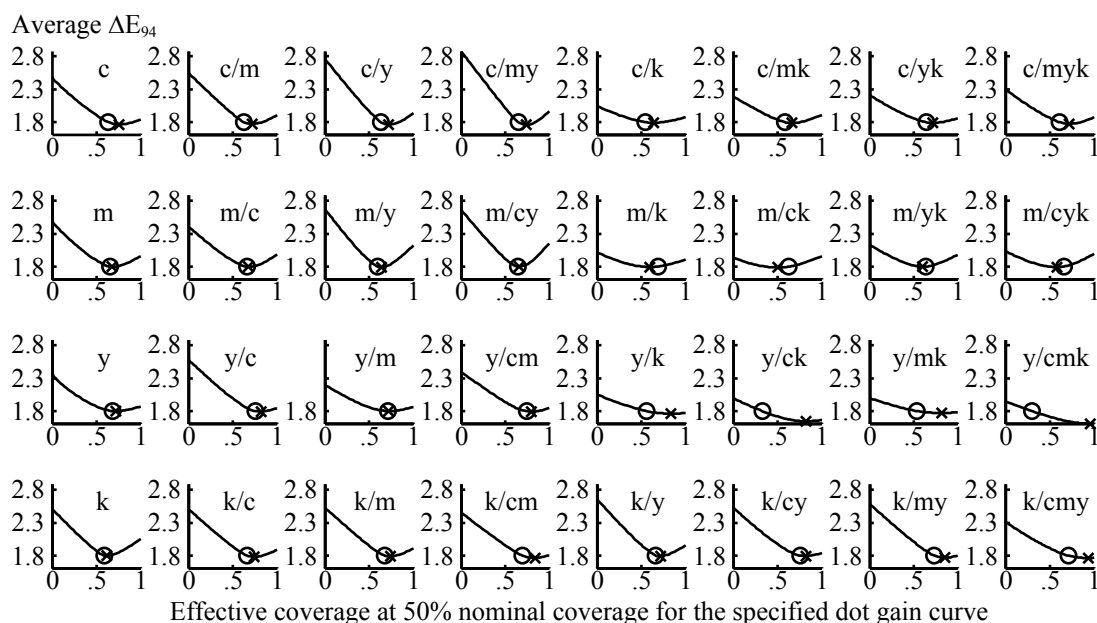 Average ΔE94
2.8 c 2.8 c/m 2.8 c/y 2.8 c/my 2.8 c/k 2.8 c/mk 2.8 c/yk 2.8 c/myk
2.3 2.3 2.3 2.3 2.3 2.3 2.3 2.3
1.8 1.8 1.8 1.8 1.8 1.8 1.8 1.8
0 .5 1 0 .5 1 0 .5 1 0 .5 1 0 .5 1 0 .5 1 0 .5 1 0 .5 1
2.8 m 2.8 m/c 2.8 m/y 2.8 m/cy 2.8 m/k 2.8 m/ck 2.8 m/yk 2.8 m/cyk
2.3 2.3 2.3 2.3 2.3 2.3 2.3 2.3
1.8 1.8 1.8 1.8 1.8 1.8 1.8 1.8
0 .5 1 0 .5 1 0 .5 1 0 .5 1 0 .5 1 0 .5 1 0 .5 1 0 .5 1
2.8 y 2.8 y/c 2.8 y/m 2.8 y/cm 2.8 y/k 2.8 y/ck 2.8 y/mk 2.8 y/cmk
2.3 2.3 2.3 2.3 2.3 2.3 2.3 2.3
1.8 1.8 1.8 1.8 1.8 1.8 1.8 1.8
0 .5 1 0 .5 1 0 .5 1 0 .5 1 0 .5 1 0 .5 1 0 .5 1 0 .5 1
2.8 k 2.8 k/c 2.8 k/m 2.8 k/cm 2.8 k/y 2.8 k/cy 2.8 k/my 2.8 k/cmy
2.3 2.3 2.3 2.3 2.3 2.3 2.3 2.3
1.8 1.8 1.8 1.8 1.8 1.8 1.8 1.8
0 .5 1 0 .5 1 0 .5 1 0 .5 1 0 .5 1 0 .5 1 0 .5 1 0 .5 1
Effective coverage at 50% nominal coverage for the specified dot gain curve